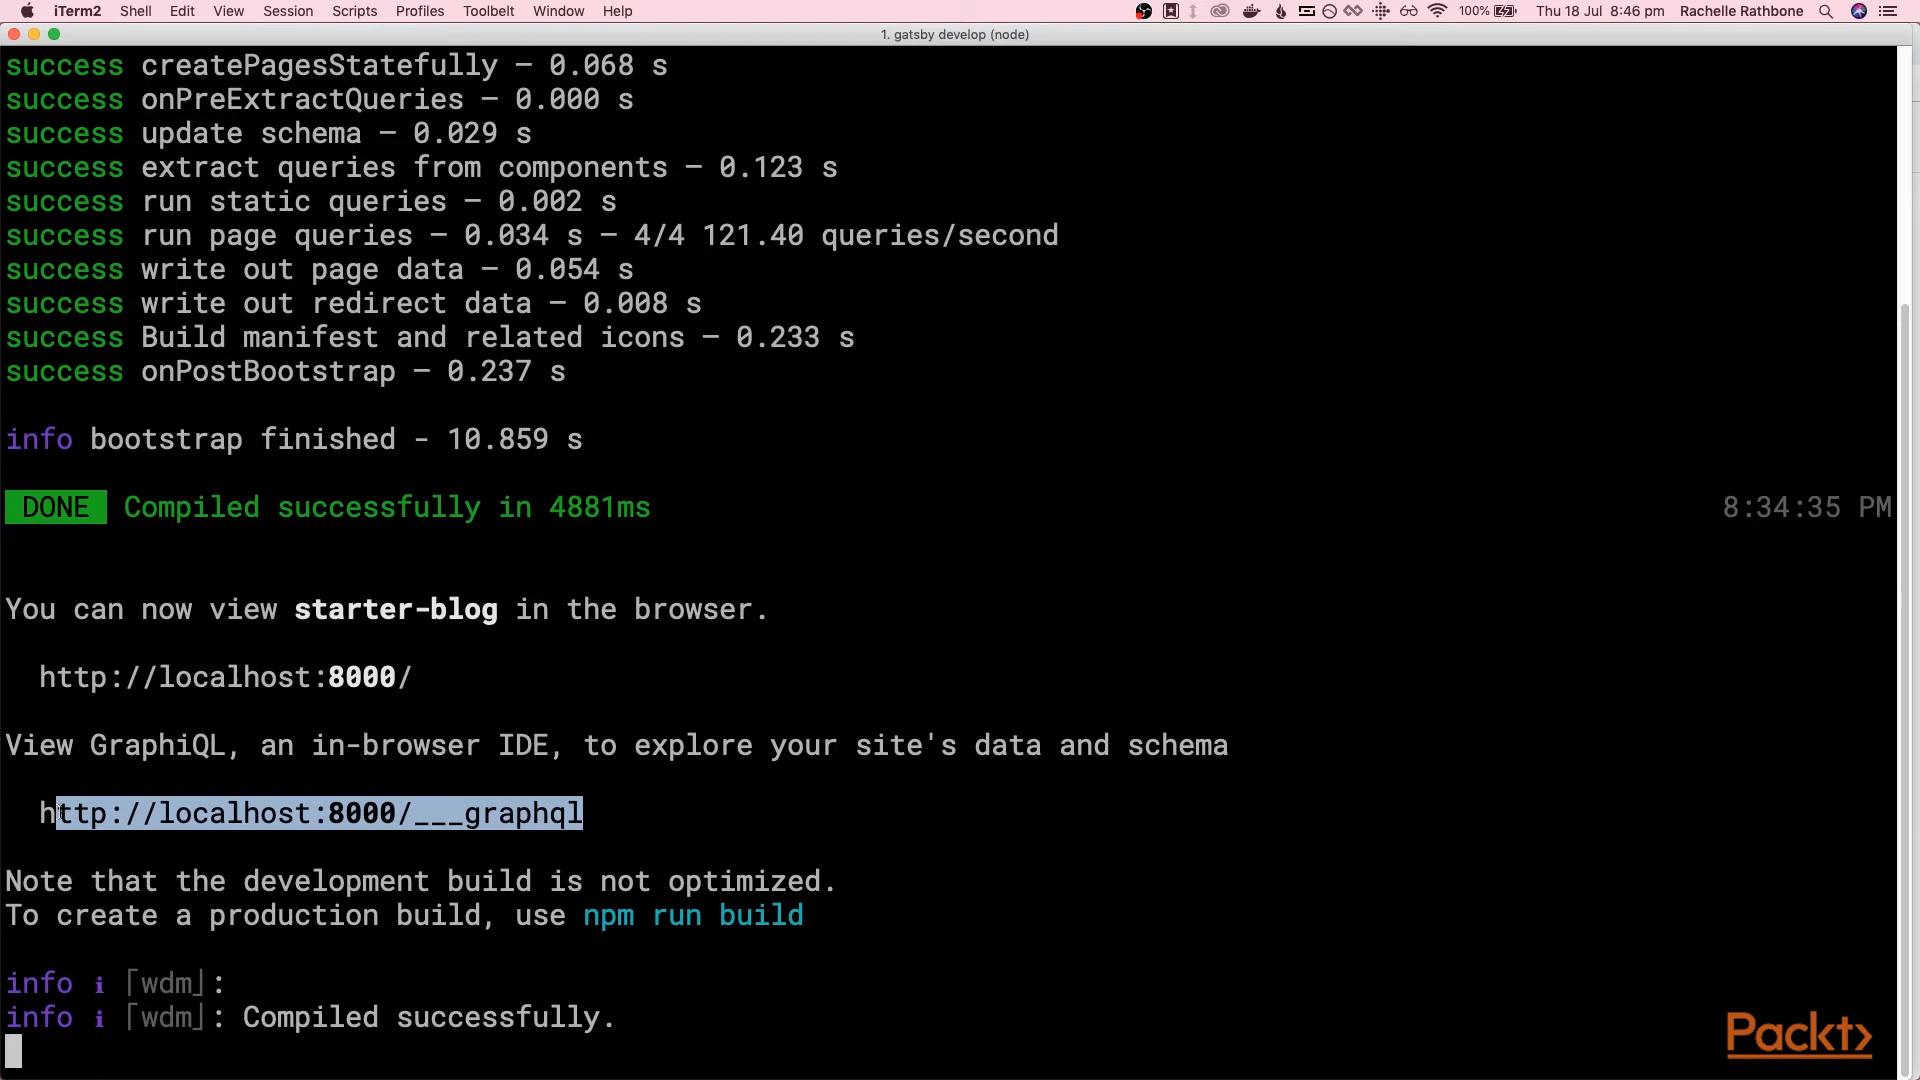 iTerm2 Shell Edit View Session Scripts Profiles Toolbelt Window Help 100% Thu 18 Jul 8:46 pm Rachelle Rathbone
1. gatsby develop (node)
success createPagesStatefully — 0.068 s
success onPreExtractQueries — 0.000 s
success update schema — 0.029 s
success extract queries from components — 0.123 s
success run static queries — 0.002 s
success run page queries — 0.034 s — 4/4 121.40 queries/second
success write out page data — 0.054 s
success write out redirect data — 0.008 s
success Build manifest and related icons — 0.233 s
success onPostBootstrap — 0.237 s
info bootstrap finished - 10.859 s
DONE Compiled successfully in 4881ms 8:34:35 PM
You can now view starter-blog in the browser.
http://localhost:8000/
View GraphiQL, an in-browser IDE, to explore your site's data and schema
http://localhost:8000/___graphql
Note that the development build is not optimized.
To create a production build, use npm run build
info ℹ ⌈wdm⌋:
info ℹ ⌈wdm⌋: Compiled successfully.
Packt>